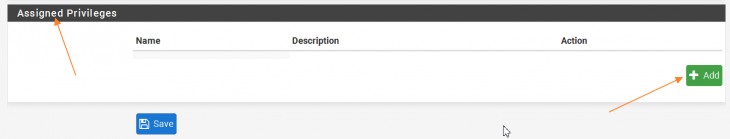 Assigned Privileges
Name Description Action
Add
Save